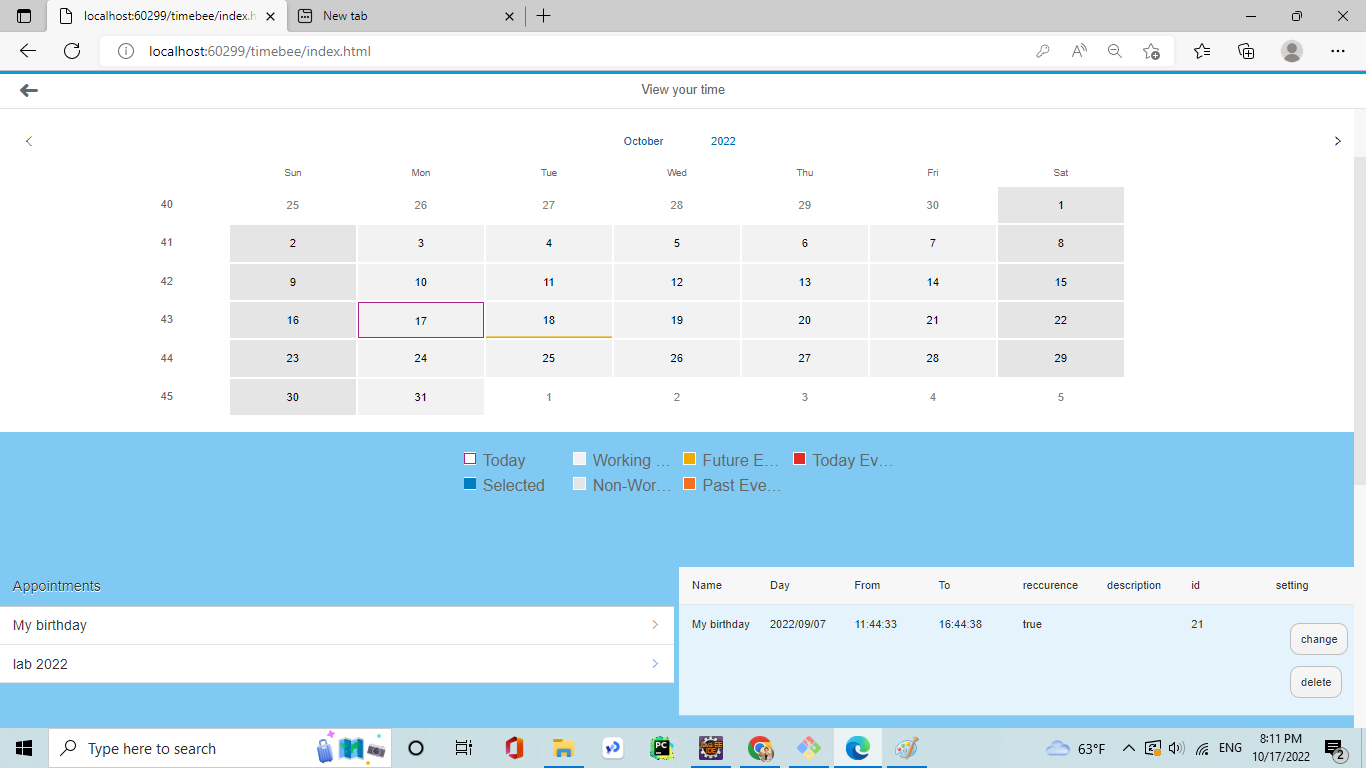 localhost:60299/timebee/index.h
New tab
localhost:60299/timebee/index.html
View your time
October 2022
Sun Mon Tue Wed Thu Fri Sat
40 25 26 27 28 29 30 1
41 2 3 4 5 6 7 8
42 9 10 11 12 13 14 15
43 16 17 18 19 20 21 22
44 23 24 25 26 27 28 29
45 30 31 1 2 3 4 5
Today Working ... Future E... Today Ev...
Selected Non-Wor... Past Eve...
Appointments
My birthday
lab 2022
Name Day From To reccurence description id setting
My birthday 2022/09/07 11:44:33 16:44:38 true 21
change
delete
Type here to search
63°F
ENG
8:11 PM
10/17/2022
2